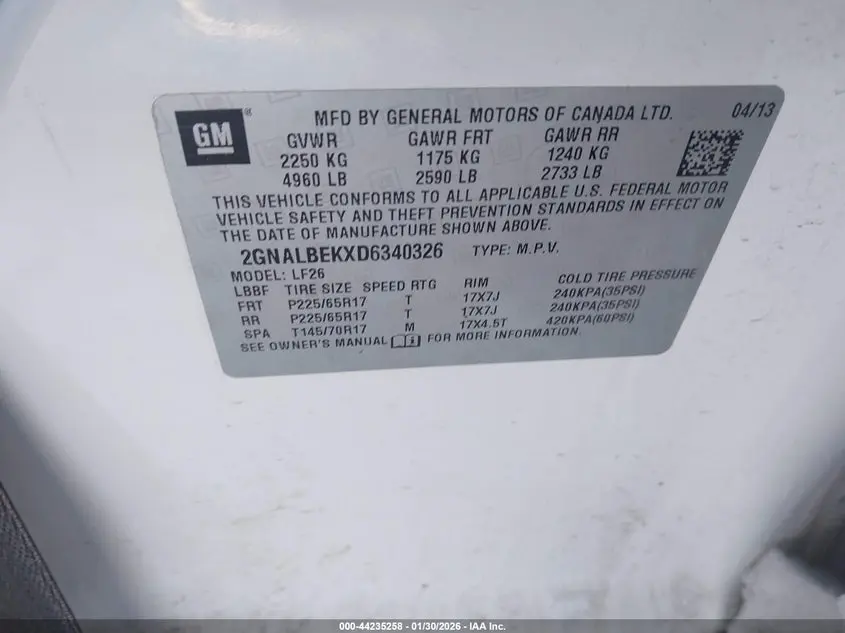 GM ®
MFD BY GENERAL MOTORS OF CANADA LTD. 04/13
GVWR GAWR FRT GAWR RR
2250 KG 1175 KG 1240 KG
4960 LB 2590 LB 2733 LB
THIS VEHICLE CONFORMS TO ALL APPLICABLE U.S. FEDERAL MOTOR
VEHICLE SAFETY AND THEFT PREVENTION STANDARDS IN EFFECT ON
THE DATE OF MANUFACTURE SHOWN ABOVE.
2GNALBEKXD6340326 TYPE: M.P.V.
MODEL: LF26
LBBF TIRE SIZE SPEED RTG RIM COLD TIRE PRESSURE
FRT P225/65R17 T 17X7J 240KPA(35PSI)
RR P225/65R17 T 17X7J 240KPA(35PSI)
SPA T145/70R17 M 17X4.5T 420KPA(60PSI)
SEE OWNER'S MANUAL FOR MORE INFORMATION.
000-44235258 - 01/30/2026 - IAA Inc.